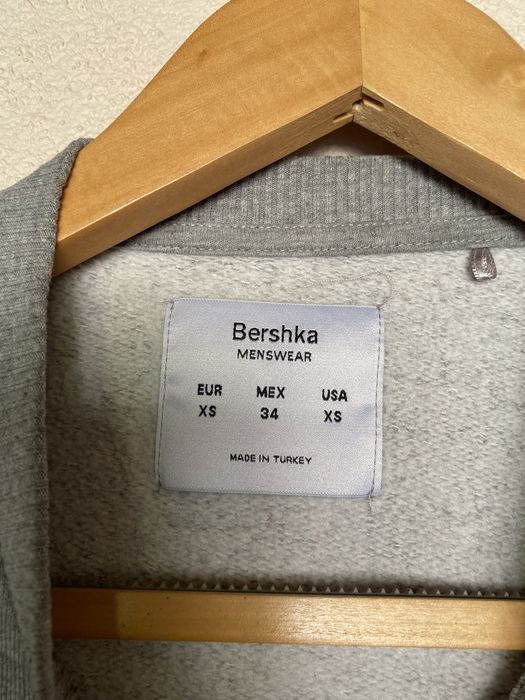 Bershka
MENSWEAR
EUR MEX USA
XS 34 XS
MADE IN TURKEY